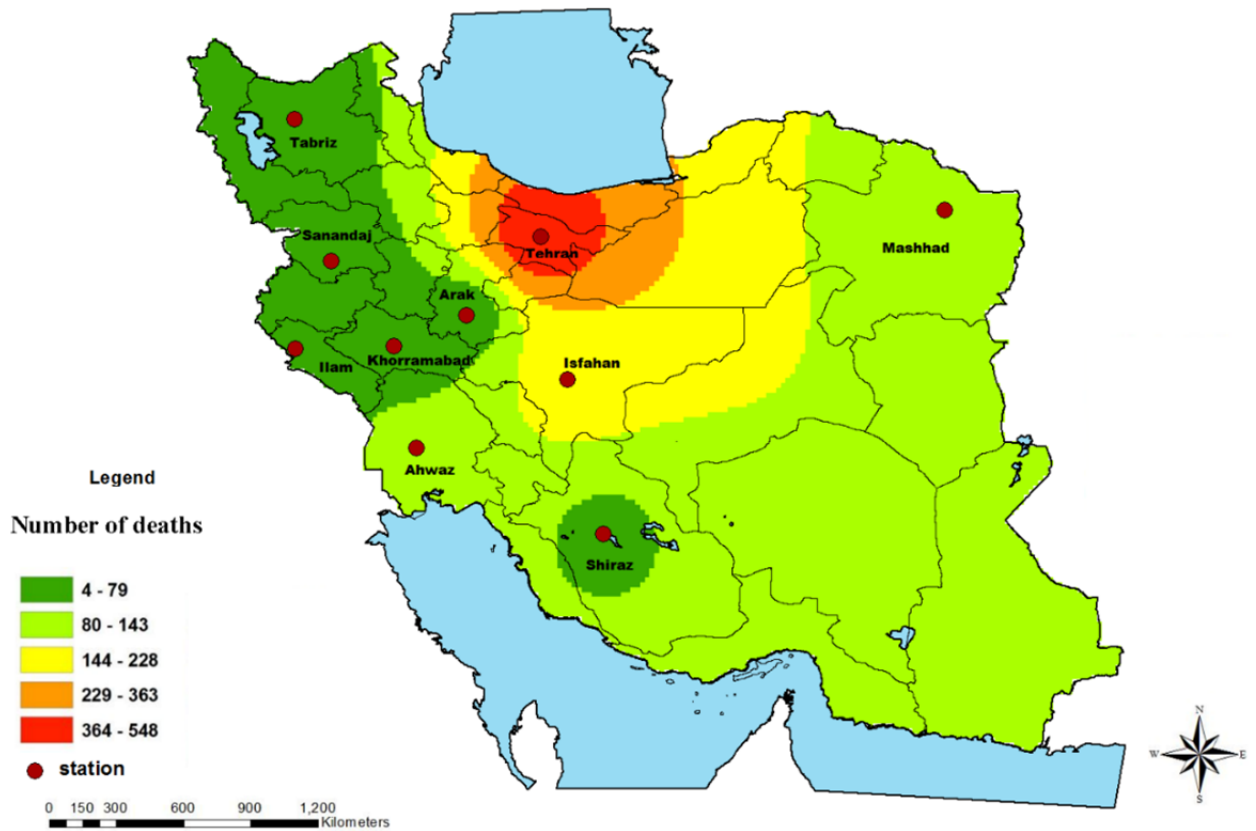 Tabriz
Sanandaj
Tehran
Mashhad
Arak
Ilam
Khorramabad
Isfahan
Ahwaz
Shiraz
Legend
Number of deaths
4 - 79
80 - 143
144 - 228
229 - 363
364 - 548
station
0 150 300 600 900 1,200
Kilometers
N
W E
S